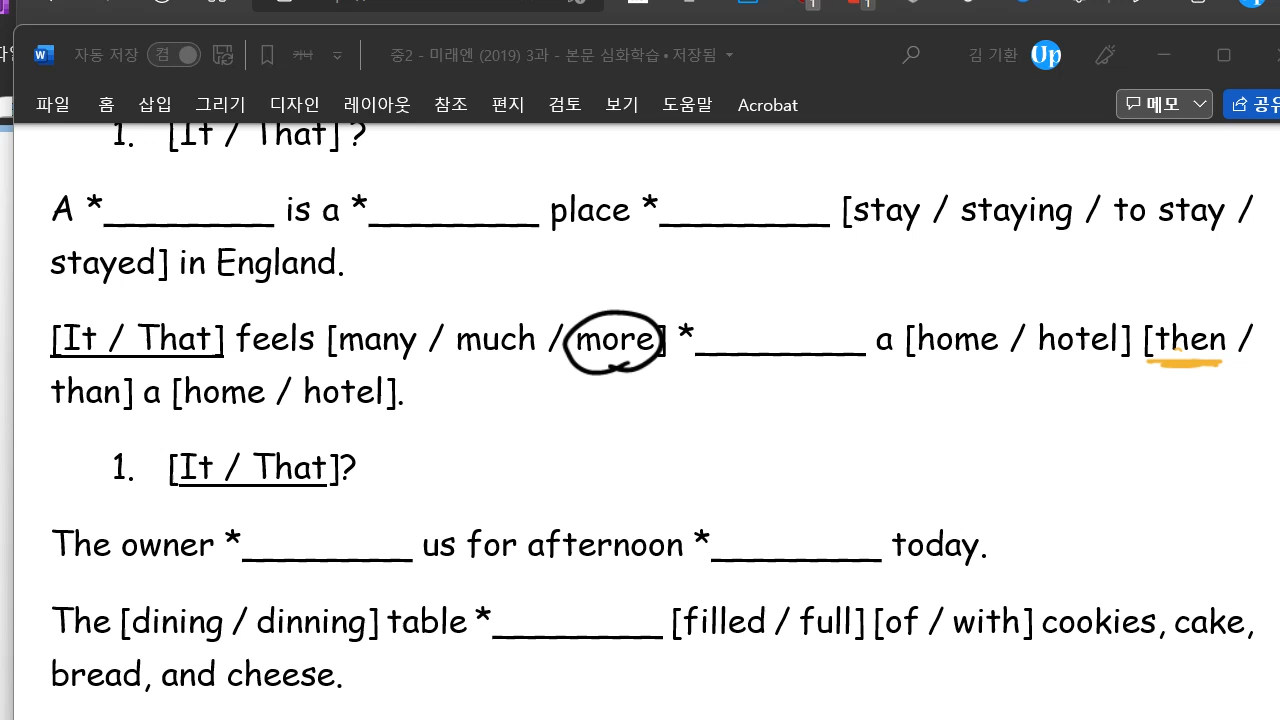 자동 저장 켬 가나 중2 - 미래엔 (2019) 3과 - 본문 심화학습 • 저장됨 김 기환 Up
파일 홈 삽입 그리기 디자인 레이아웃 참조 편지 검토 보기 도움말 Acrobat 메모
1. [It / That] ?
A *________ is a *________ place *________ [stay / staying / to stay /
stayed] in England.
[It / That] feels [many / much / more] *________ a [home / hotel] [then /
than] a [home / hotel].
1. [It / That]?
The owner *________ us for afternoon *________ today.
The [dining / dinning] table *________ [filled / full] [of / with] cookies, cake,
bread, and cheese.